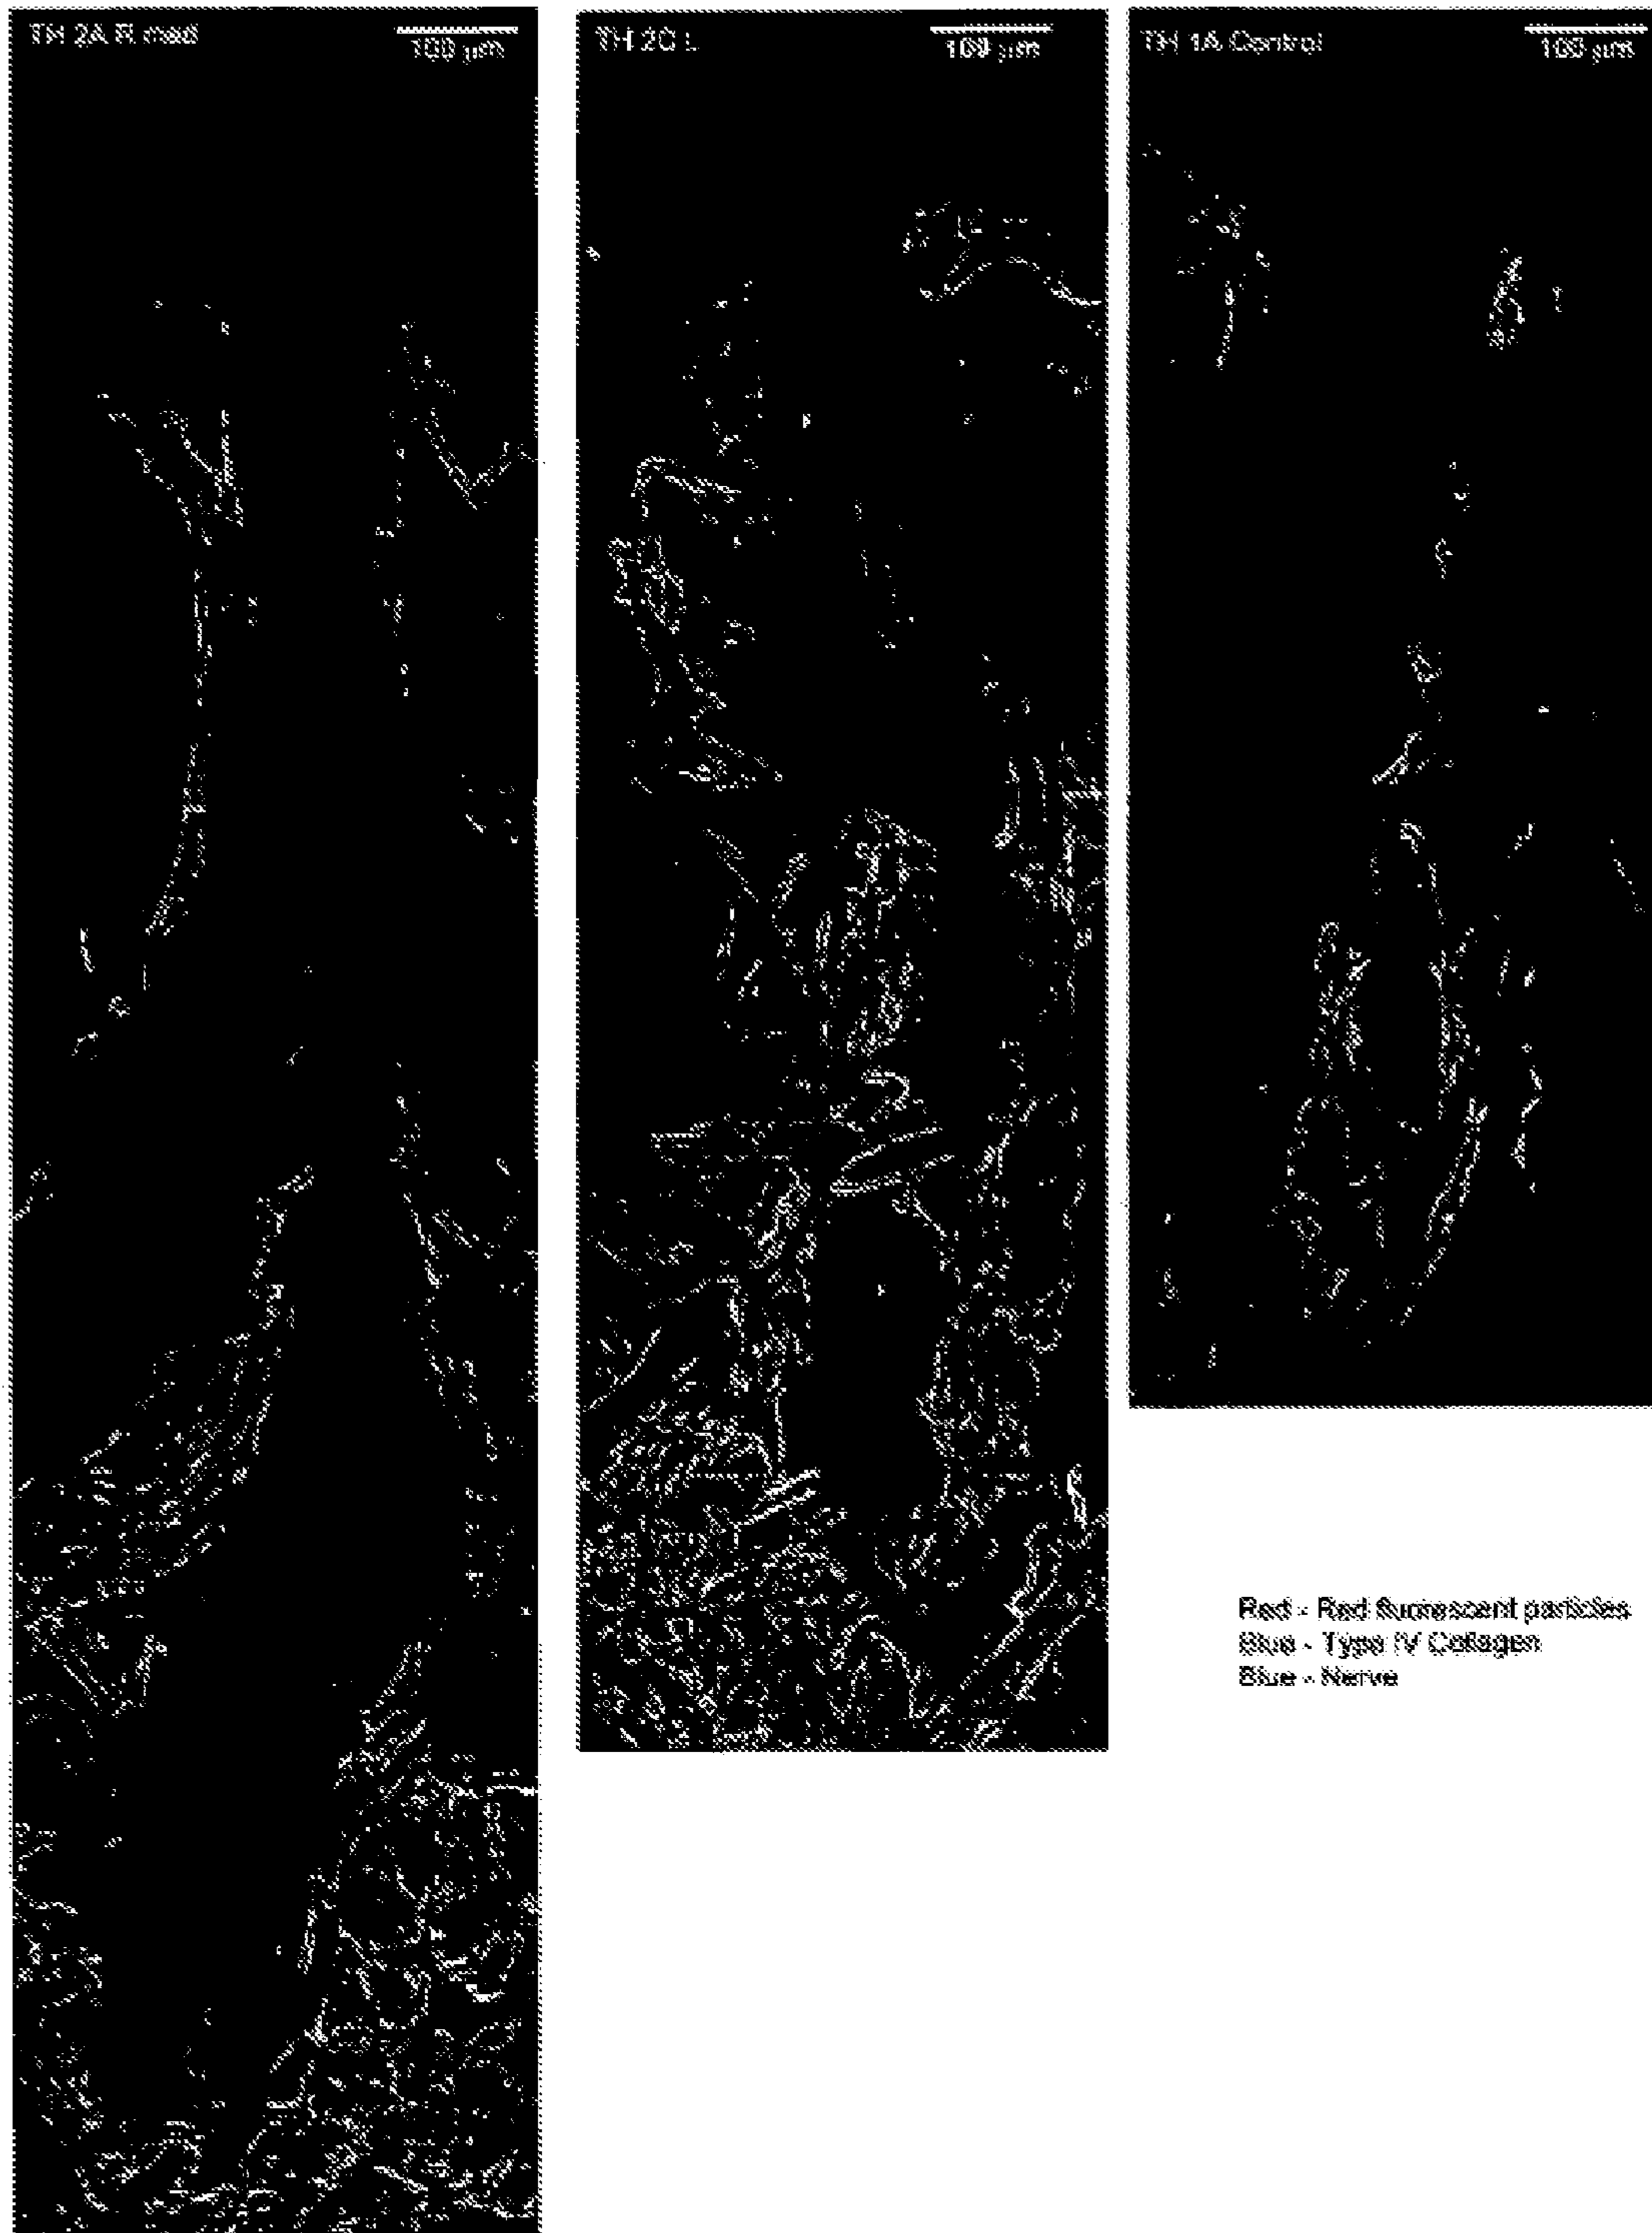 TH 2A R med
100 µm
TH 2C L
100 µm
TH 1A Control
100 µm
Red - Red fluorescent particles
Blue - Type IV Collagen
Blue - Nerve